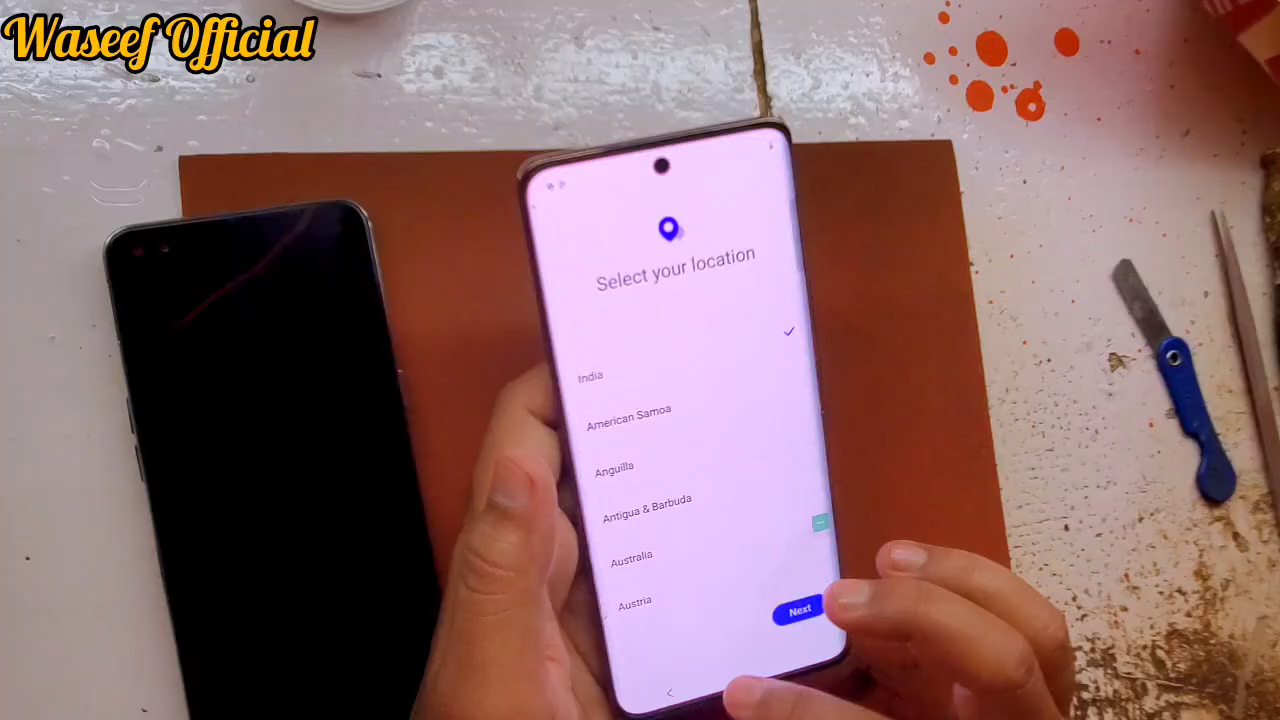 Waseef Official
Select your location
India
American Samoa
Anguilla
Antigua & Barbuda
Australia
Austria
Next